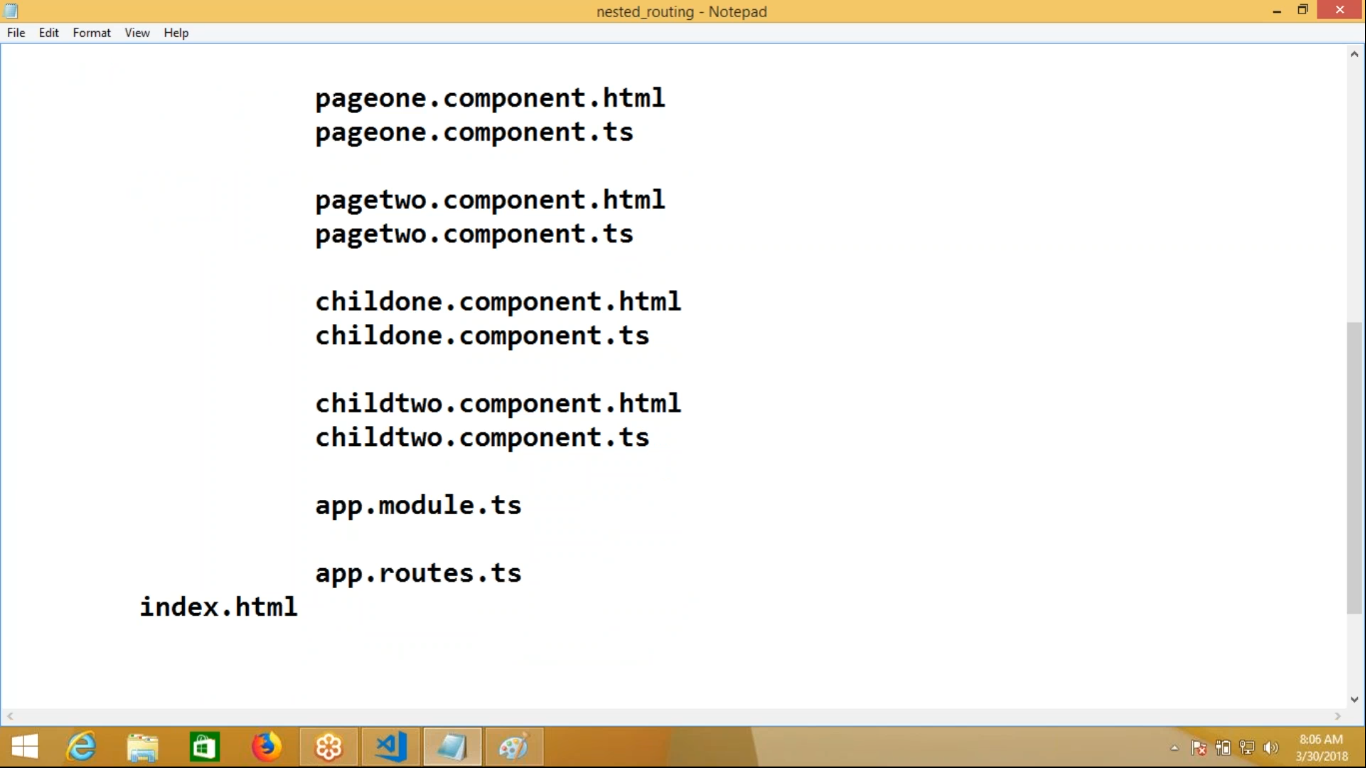 nested_routing - Notepad
File Edit Format View Help
pageone.component.html
pageone.component.ts
pagetwo.component.html
pagetwo.component.ts
childone.component.html
childone.component.ts
childtwo.component.html
childtwo.component.ts
app.module.ts
app.routes.ts
index.html
8:06 AM
3/30/2018